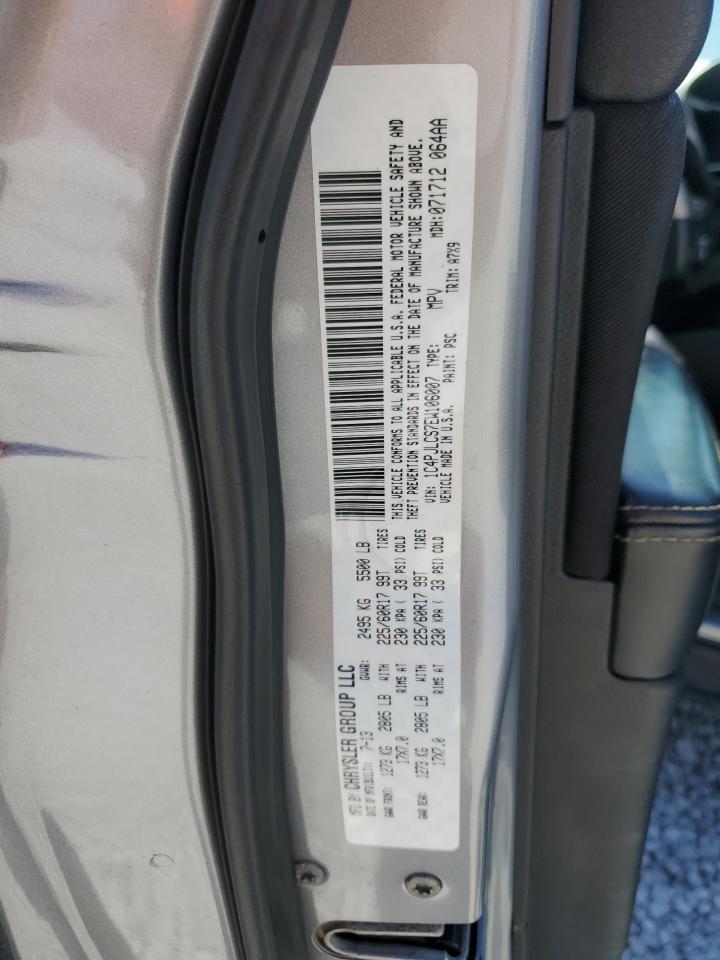 MFD BY CHRYSLER GROUP LLC
DATE OF MFR(BUILT): 7-13 GVWR: 2495 KG 5500 LB
GAWR FRONT: 1273 KG 2805 LB WITH 225/60R17 99T TIRES
17X7.0 RIMS AT 230 KPA ( 33 PSI) COLD
GAWR REAR: 1273 KG 2805 LB WITH 225/60R17 99T TIRES
17X7.0 RIMS AT 230 KPA ( 33 PSI) COLD
THIS VEHICLE CONFORMS TO ALL APPLICABLE U.S.A. FEDERAL MOTOR VEHICLE SAFETY AND
THEFT PREVENTION STANDARDS IN EFFECT ON THE DATE OF MANUFACTURE SHOWN ABOVE.
VIN: 1C4PJLCS7EW106007 TYPE: MPV MDH:071712 064AA
VEHICLE MADE IN U.S.A. PAINT: PSC TRIM: A7X9